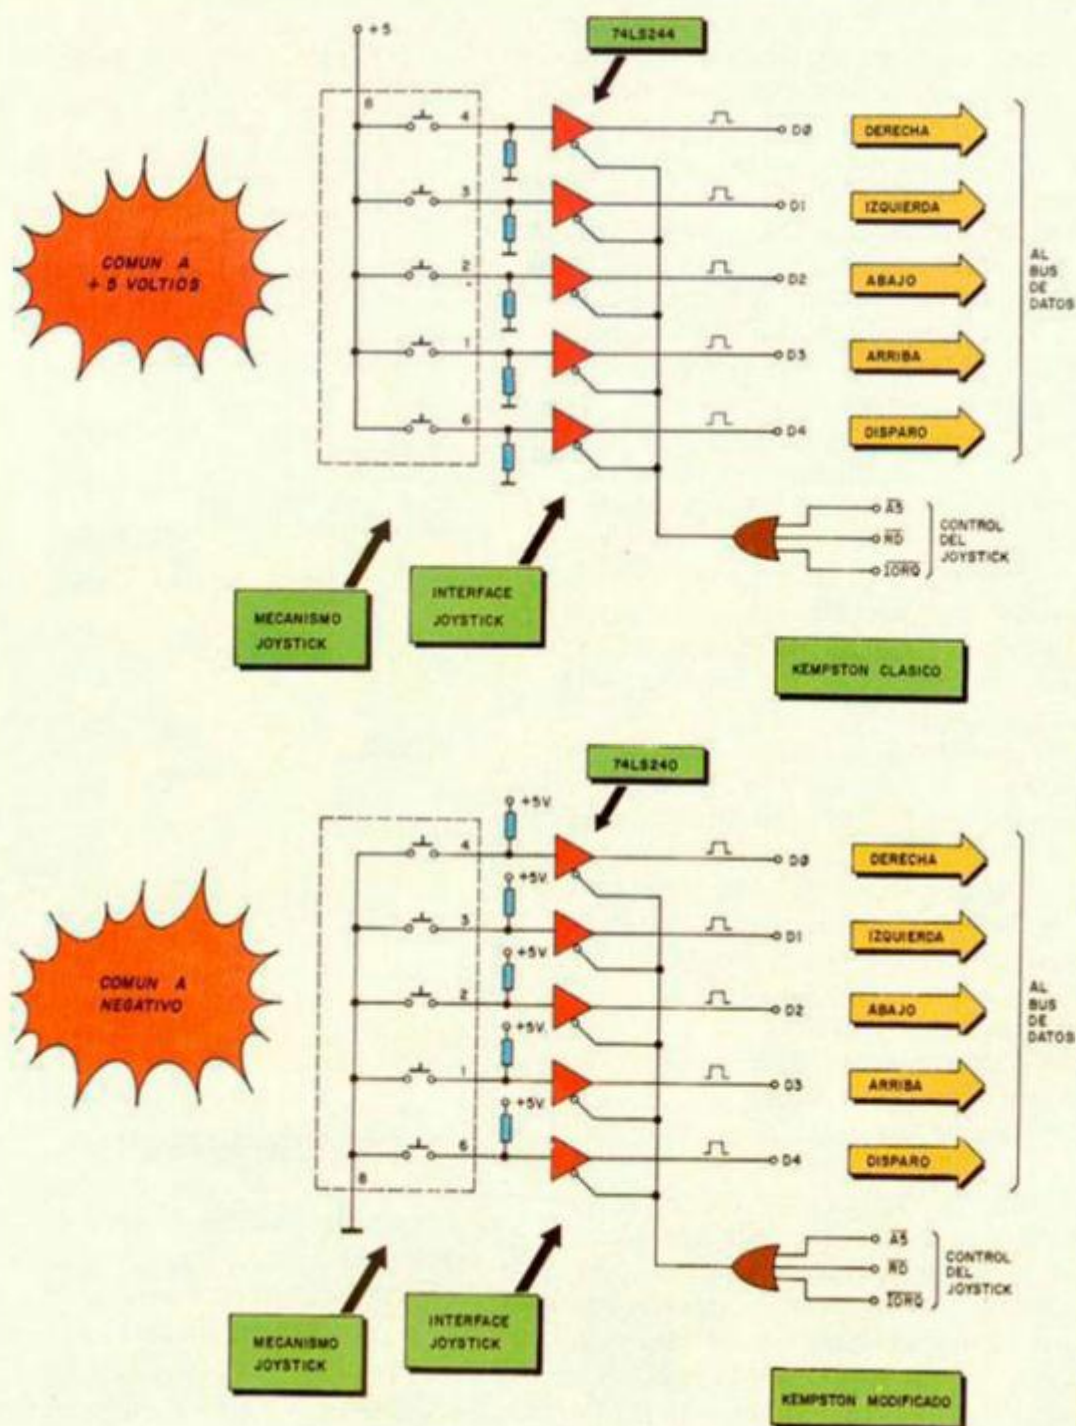 +5
74LS244
8
4
DØ
DERECHA
3
D1
IZQUIERDA
COMUN A
+ 5 VOLTIOS
2
D2
ABAJO
AL
BUS
DE
DATOS
1
D3
ARRIBA
6
D4
DISPARO
A5
RD
IORQ
CONTROL
DEL
JOYSTICK
MECANISMO
JOYSTICK
INTERFACE
JOYSTICK
KEMPSTON CLASICO
74LS240
+5V.
4
DØ
DERECHA
+5V.
3
D1
IZQUIERDA
+5V.
COMUN A
NEGATIVO
2
D2
ABAJO
AL
BUS
DE
DATOS
+5V.
1
D3
ARRIBA
+5V.
6
D4
DISPARO
8
A5
RD
IORQ
CONTROL
DEL
JOYSTICK
MECANISMO
JOYSTICK
INTERFACE
JOYSTICK
KEMPSTON MODIFICADO